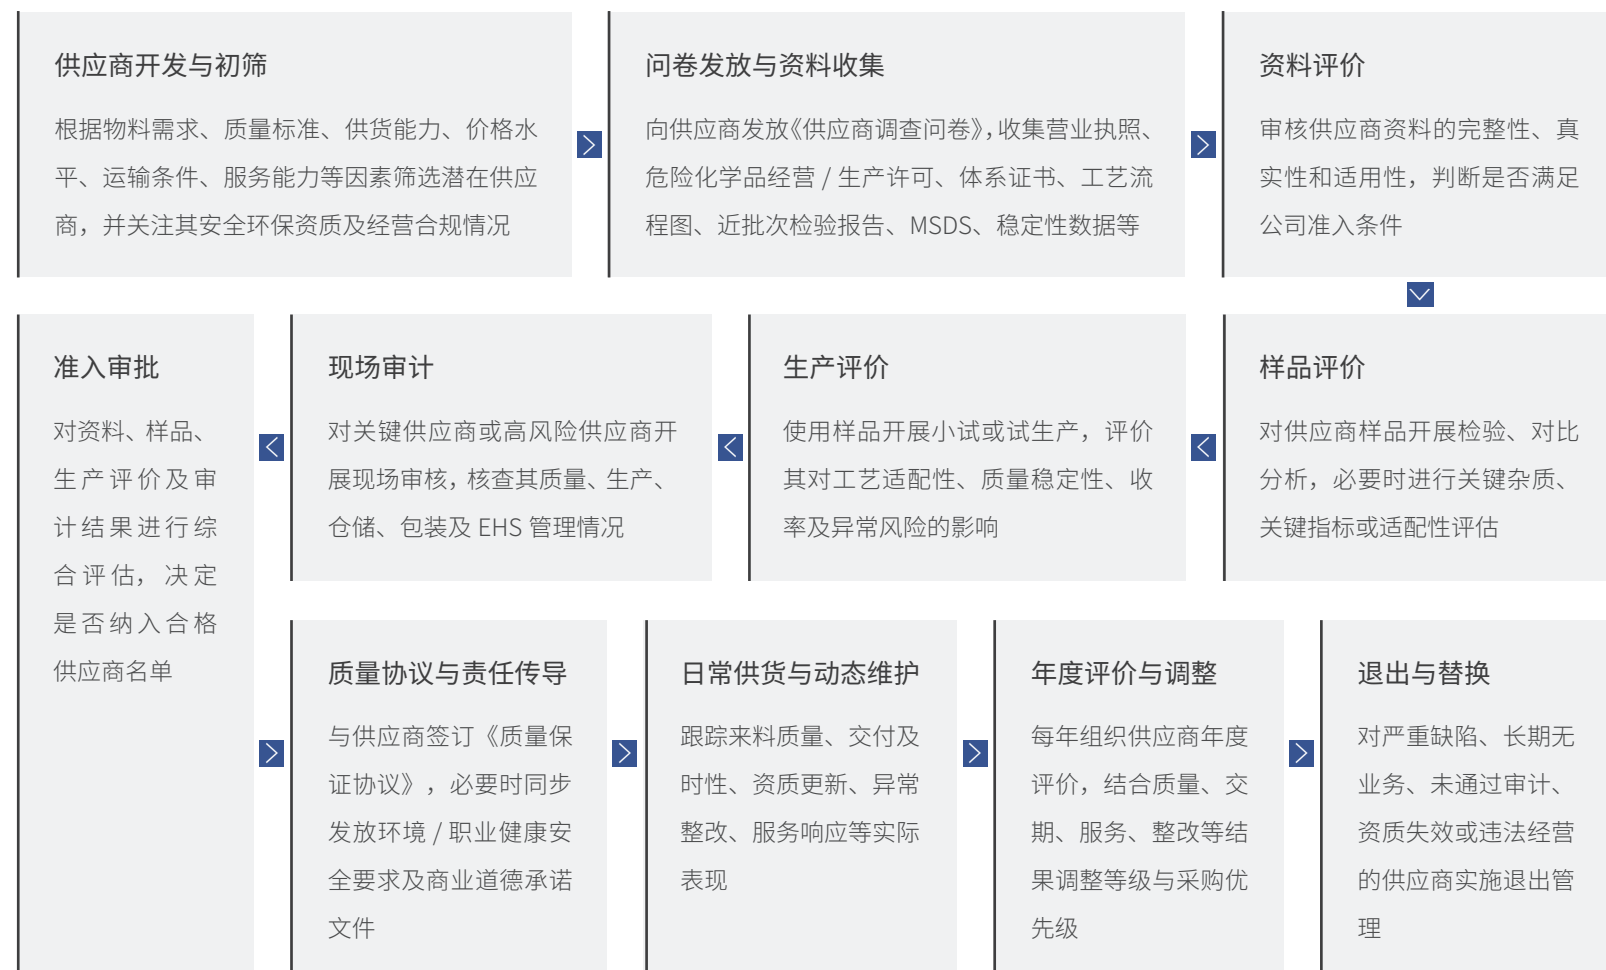 供应商开发与初筛
根据物料需求、质量标准、供货能力、价格水
平、运输条件、服务能力等因素筛选潜在供应
商，并关注其安全环保资质及经营合规情况
问卷发放与资料收集
向供应商发放《供应商调查问卷》，收集营业执照、
危险化学品经营 / 生产许可、体系证书、工艺流
程图、近批次检验报告、MSDS、稳定性数据等
资料评价
审核供应商资料的完整性、真
实性和适用性，判断是否满足
公司准入条件
样品评价
对供应商样品开展检验、对比
分析，必要时进行关键杂质、
关键指标或适配性评估
生产评价
使用样品开展小试或试生产，评价
其对工艺适配性、质量稳定性、收
率及异常风险的影响
现场审计
对关键供应商或高风险供应商开
展现场审核，核查其质量、生产、
仓储、包装及 EHS 管理情况
准入审批
对资料、样品、
生产评价及审
计结果进行综
合评估，决定
是否纳入合格
供应商名单
质量协议与责任传导
与供应商签订《质量保
证协议》，必要时同步
发放环境 / 职业健康安
全要求及商业道德承诺
文件
日常供货与动态维护
跟踪来料质量、交付及
时性、资质更新、异常
整改、服务响应等实际
表现
年度评价与调整
每年组织供应商年度
评价，结合质量、交
期、服务、整改等结
果调整等级与采购优
先级
退出与替换
对严重缺陷、长期无
业务、未通过审计、
资质失效或违法经营
的供应商实施退出管
理